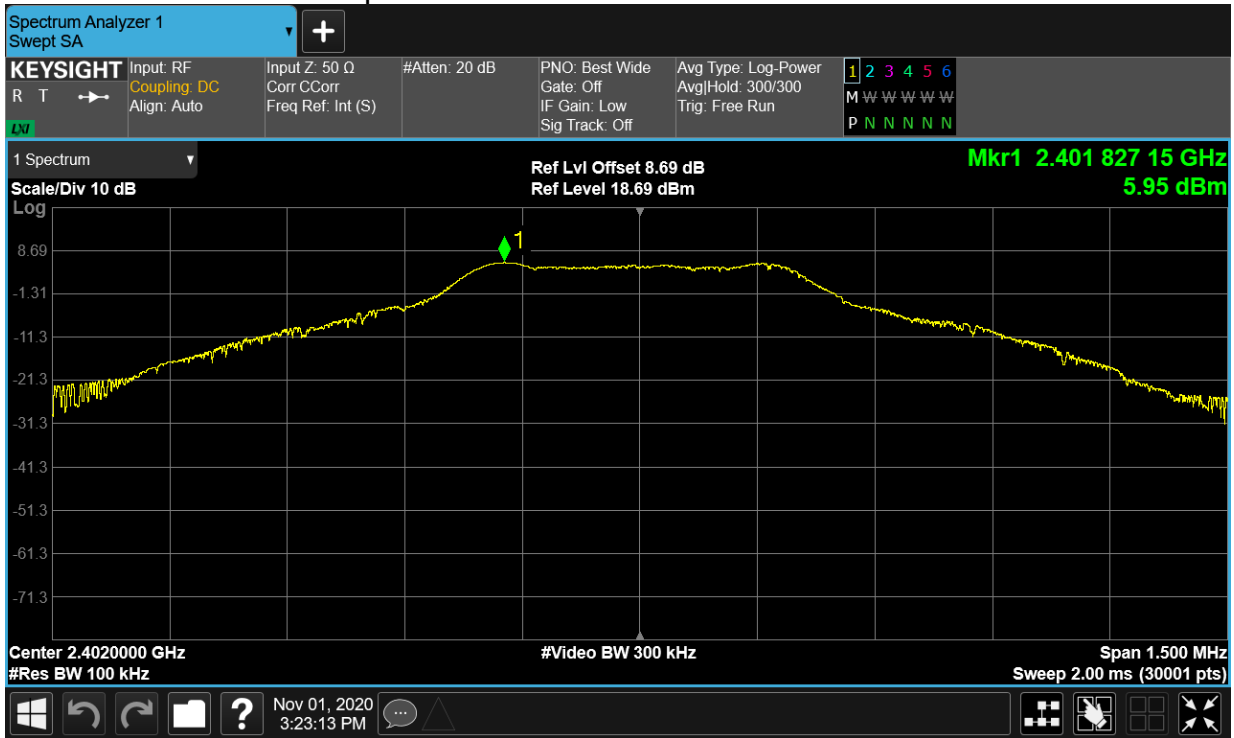 Spectrum Analyzer 1
Swept SA
KEYSIGHT
R T
LXI
Input: RF
Coupling: DC
Align: Auto
Input Z: 50 Ω
Corr CCorr
Freq Ref: Int (S)
#Atten: 20 dB
PNO: Best Wide
Gate: Off
IF Gain: Low
Sig Track: Off
Avg Type: Log-Power
Avg|Hold: 300/300
Trig: Free Run
1 2 3 4 5 6
M W W W W W
P N N N N N
1 Spectrum
Scale/Div 10 dB
Log
Ref Lvl Offset 8.69 dB
Ref Level 18.69 dBm
Mkr1 2.401 827 15 GHz
5.95 dBm
1
8.69
-1.31
-11.3
-21.3
-31.3
-41.3
-51.3
-61.3
-71.3
Center 2.4020000 GHz
#Video BW 300 kHz
Span 1.500 MHz
#Res BW 100 kHz
Sweep 2.00 ms (30001 pts)
?
Nov 01, 2020
3:23:13 PM